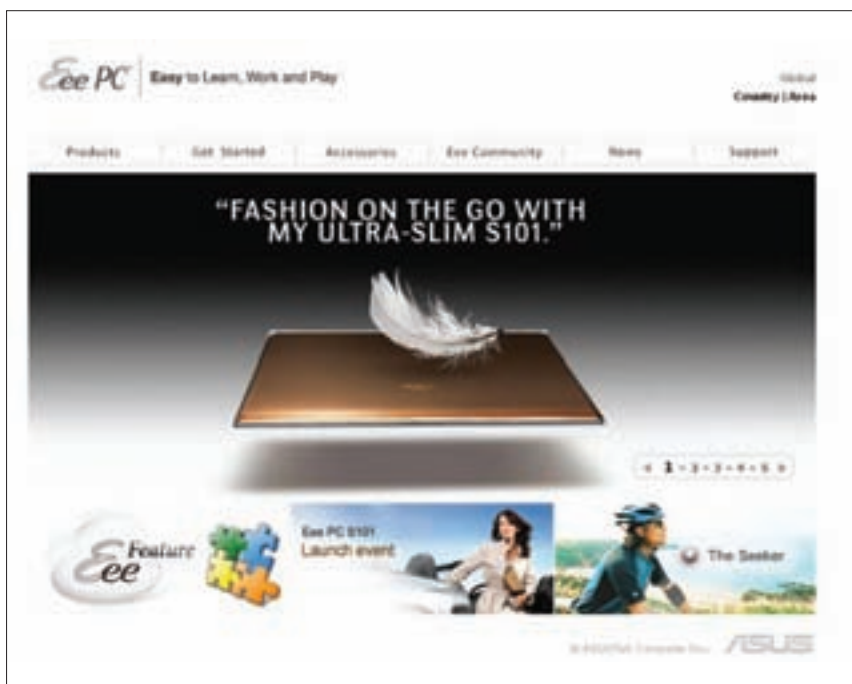 Eee PC Easy to Learn, Work and Play
Global
Country | Area
Products Get Started Accessories Eee Community News Support
“FASHION ON THE GO WITH
MY ULTRA-SLIM S101.”
1 2 3 4 5
Eee Feature
Eee PC S101
Launch event
The Seeker
ASUS